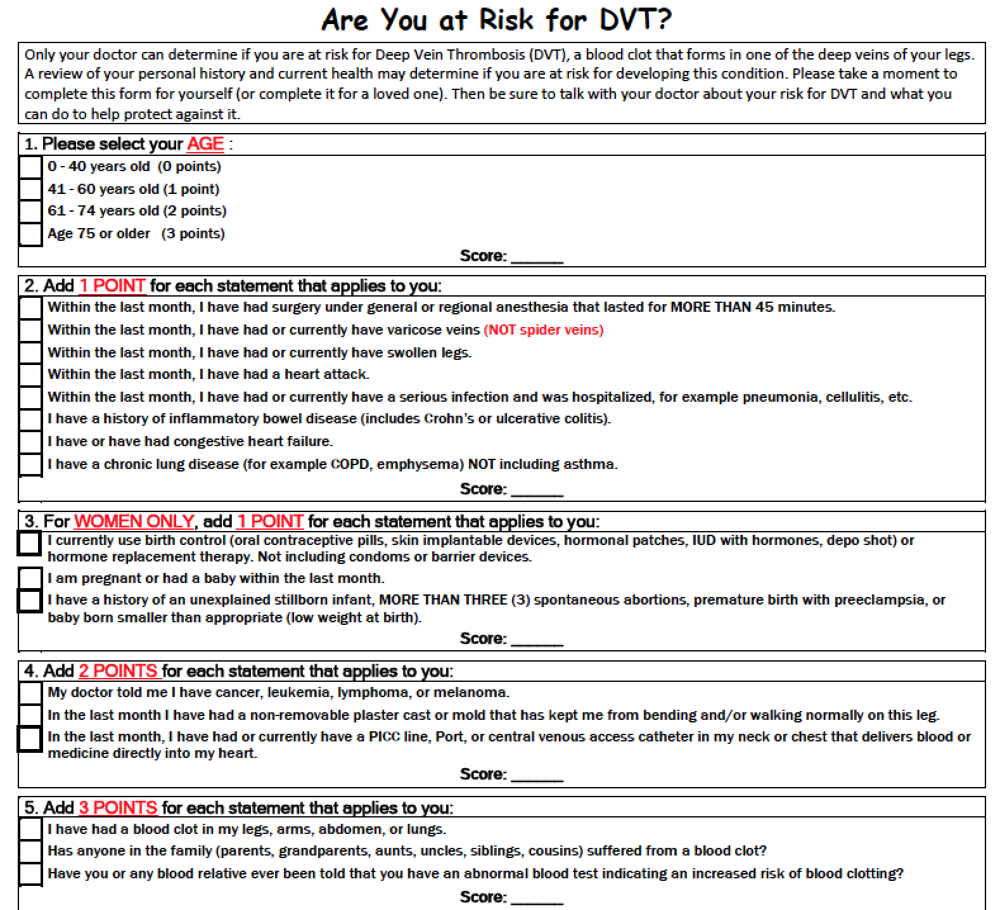 Are You at Risk for DVT?
Only your doctor can determine if you are at risk for Deep Vein Thrombosis (DVT), a blood clot that forms in one of the deep veins of your legs.
A review of your personal history and current health may determine if you are at risk for developing this condition. Please take a moment to
complete this form for yourself (or complete it for a loved one). Then be sure to talk with your doctor about your risk for DVT and what you
can do to help protect against it.
1. Please select your AGE :
0 - 40 years old (0 points)
41 - 60 years old (1 point)
61 - 74 years old (2 points)
Age 75 or older (3 points)
Score: ______
2. Add 1 POINT for each statement that applies to you:
Within the last month, I have had surgery under general or regional anesthesia that lasted for MORE THAN 45 minutes.
Within the last month, I have had or currently have varicose veins (NOT spider veins)
Within the last month, I have had or currently have swollen legs.
Within the last month, I have had a heart attack.
Within the last month, I have had or currently have a serious infection and was hospitalized, for example pneumonia, cellulitis, etc.
I have a history of inflammatory bowel disease (includes Crohn's or ulcerative colitis).
I have or have had congestive heart failure.
I have a chronic lung disease (for example COPD, emphysema) NOT including asthma.
Score: ______
3. For WOMEN ONLY, add 1 POINT for each statement that applies to you:
I currently use birth control (oral contraceptive pills, skin implantable devices, hormonal patches, IUD with hormones, depo shot) or
hormone replacement therapy. Not including condoms or barrier devices.
I am pregnant or had a baby within the last month.
I have a history of an unexplained stillborn infant, MORE THAN THREE (3) spontaneous abortions, premature birth with preeclampsia, or
baby born smaller than appropriate (low weight at birth).
Score: ______
4. Add 2 POINTS for each statement that applies to you:
My doctor told me I have cancer, leukemia, lymphoma, or melanoma.
In the last month I have had a non-removable plaster cast or mold that has kept me from bending and/or walking normally on this leg.
In the last month, I have had or currently have a PICC line, Port, or central venous access catheter in my neck or chest that delivers blood or
medicine directly into my heart.
Score: ______
5. Add 3 POINTS for each statement that applies to you:
I have had a blood clot in my legs, arms, abdomen, or lungs.
Has anyone in the family (parents, grandparents, aunts, uncles, siblings, cousins) suffered from a blood clot?
Have you or any blood relative ever been told that you have an abnormal blood test indicating an increased risk of blood clotting?
Score: ______